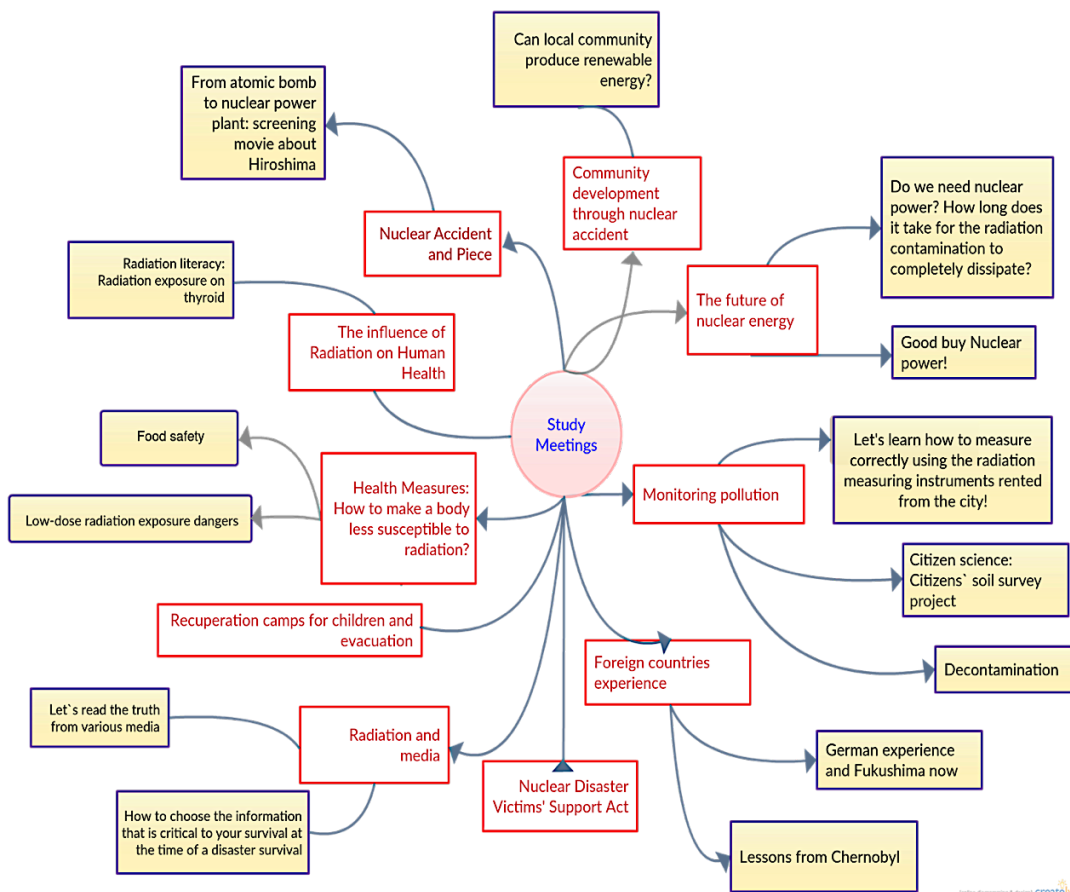 Can local community
produce renewable
energy?
From atomic bomb
to nuclear power
plant: screening
movie about
Hiroshima
Community
development
through nuclear
accident
Do we need nuclear
power? How long does
it take for the radiation
contamination to
completely dissipate?
Nuclear Accident
and Piece
Radiation literacy:
Radiation exposure on
thyroid
The future of
nuclear energy
The influence of
Radiation on Human
Health
Good buy Nuclear
power!
Study
Meetings
Food safety
Let's learn how to measure
correctly using the radiation
measuring instruments rented
from the city!
Health Measures:
How to make a body
less susceptible to
radiation?
Monitoring pollution
Low-dose radiation exposure dangers
Citizen science:
Citizens` soil survey
project
Recuperation camps for children and
evacuation
Foreign countries
experience
Decontamination
Let`s read the truth
from various media
Radiation and
media
German experience
and Fukushima now
Nuclear Disaster
Victims' Support Act
How to choose the information
that is critical to your survival at
the time of a disaster survival
Lessons from Chernobyl